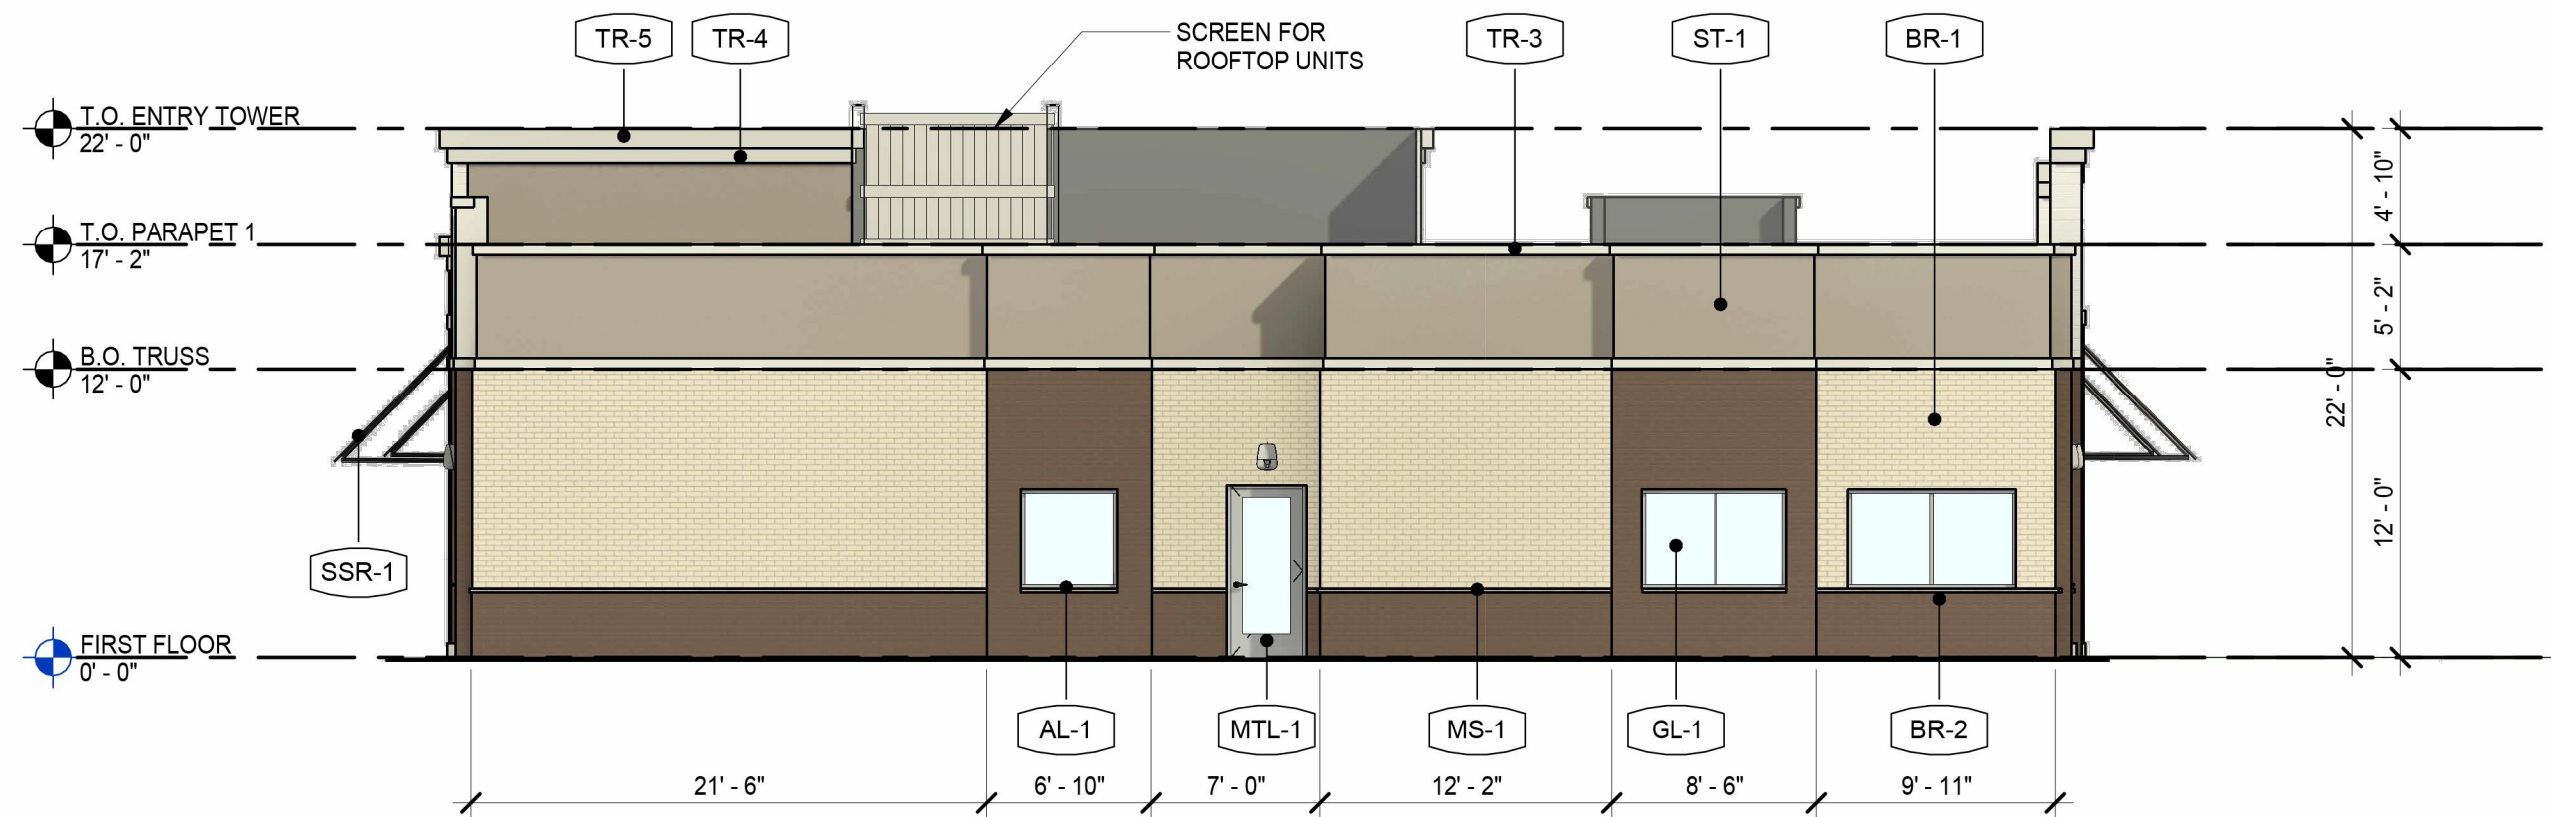 TR-5
TR-4
SCREEN FOR
ROOFTOP UNITS
TR-3
ST-1
BR-1
T.O. ENTRY TOWER
22' - 0"
T.O. PARAPET 1
17' - 2"
B.O. TRUSS
12' - 0"
FIRST FLOOR
0' - 0"
4' - 10"
5' - 2"
22' - 0"
12' - 0"
SSR-1
AL-1
MTL-1
MS-1
GL-1
BR-2
21' - 6"
6' - 10"
7' - 0"
12' - 2"
8' - 6"
9' - 11"